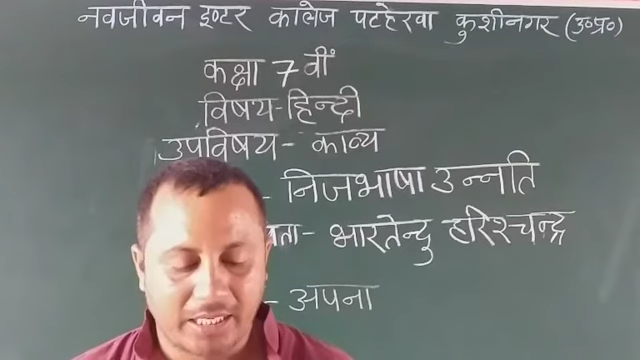 नवजीवन इण्टर कालेज पटहेरवा कुशीनगर (उ०प्र०)
कक्षा 7 वीं
विषय-हिन्दी
उपविषय- काव्य
- निजभाषा उन्नति
- भारतेन्दु हरिश्चन्द्र
- अपना